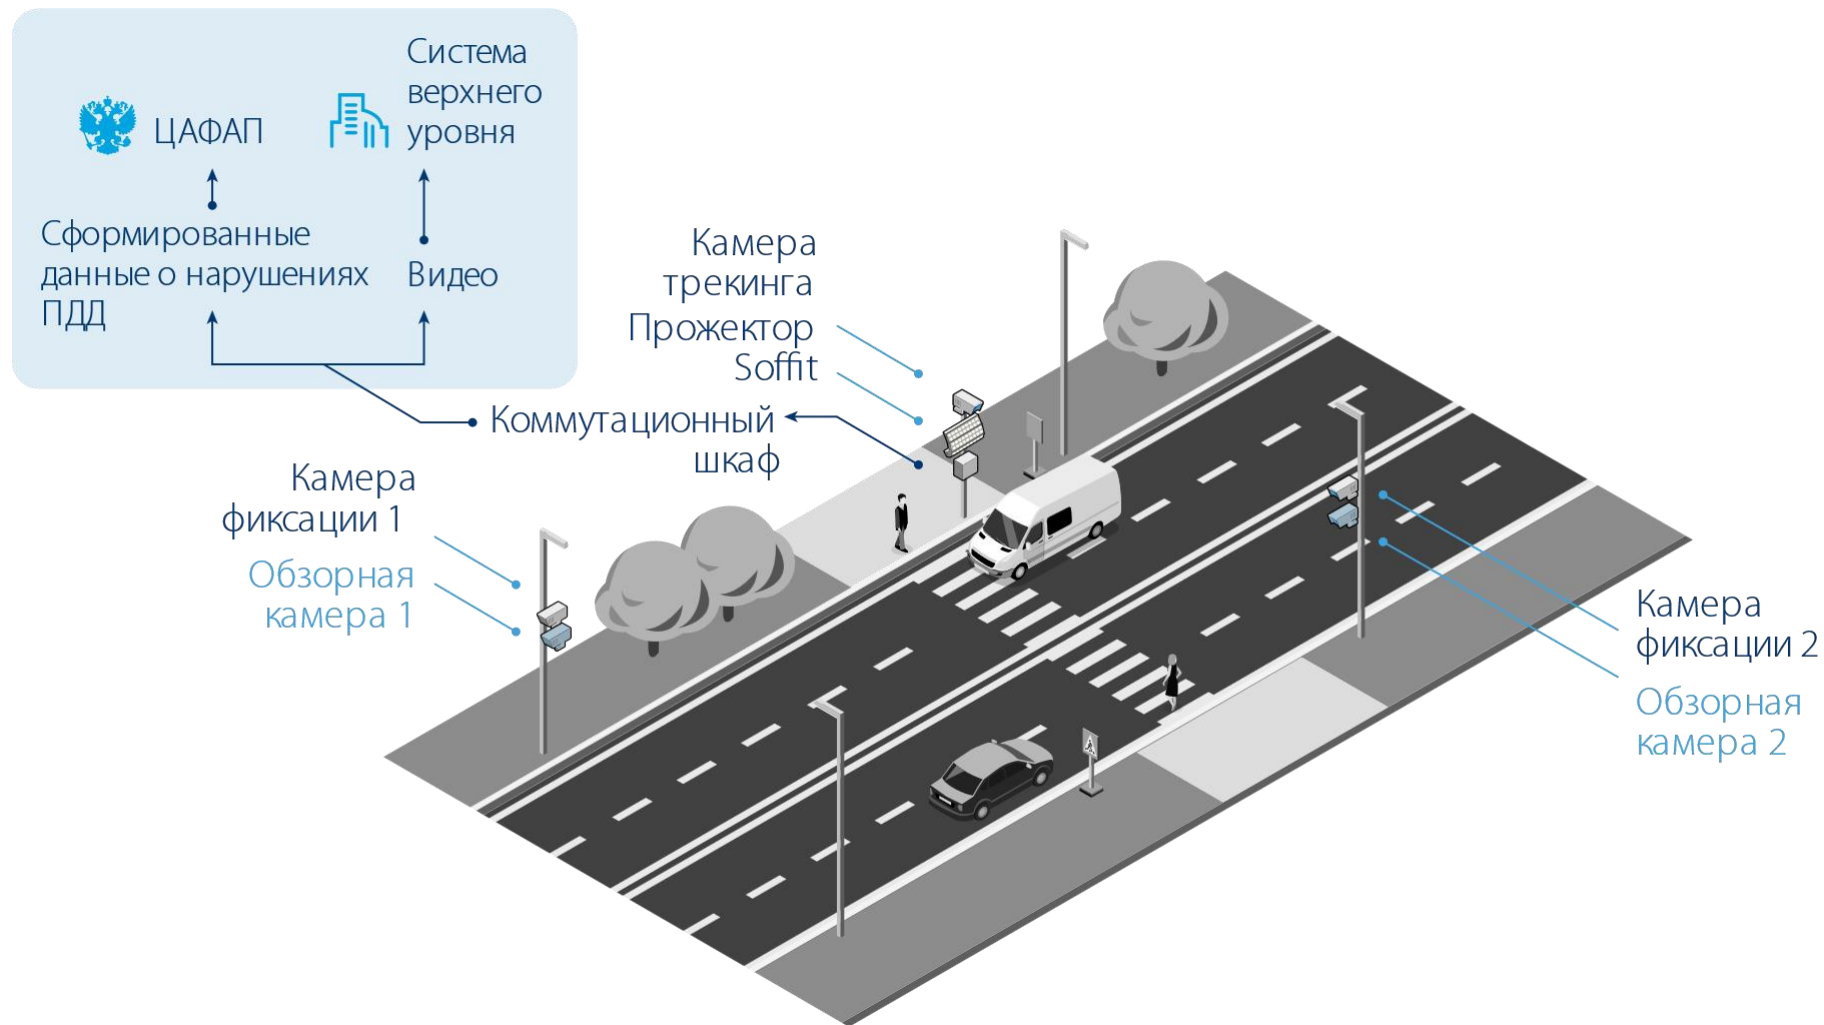 Система
верхнего
уровня
ЦАФАП
Сформированные
данные о нарушениях
ПДД
Видео
Камера
трекинга
Прожектор
Soffit
Коммутационный
шкаф
Камера
фиксации 1
Обзорная
камера 1
Камера
фиксации 2
Обзорная
камера 2